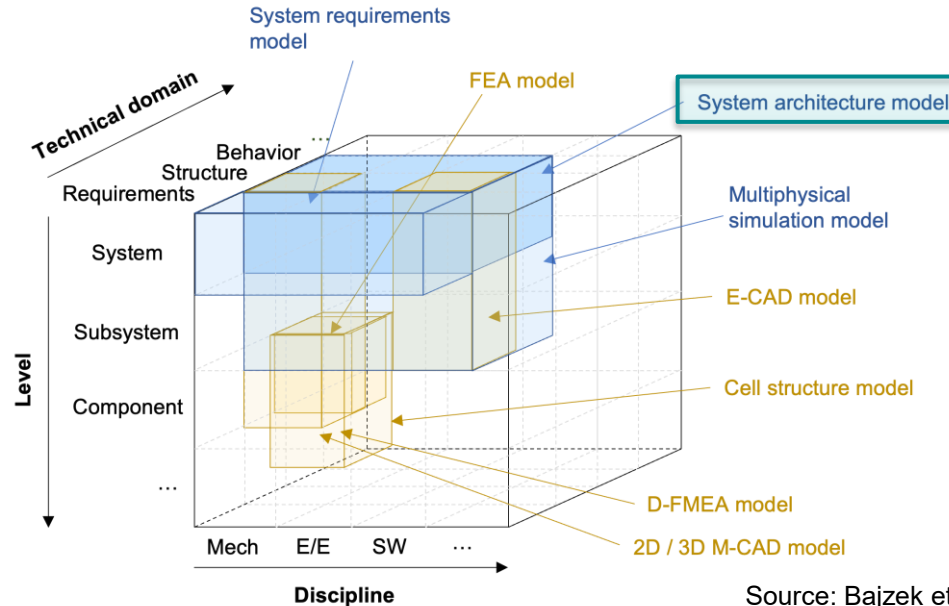 System requirements
model
FEA model
System architecture model
Technical domain
...
Behavior
Structure
Requirements
Multiphysical
simulation model
System
E-CAD model
Subsystem
Level
Cell structure model
Component
...
D-FMEA model
Mech E/E SW ...
2D / 3D M-CAD model
Discipline
Source: Bajzek et